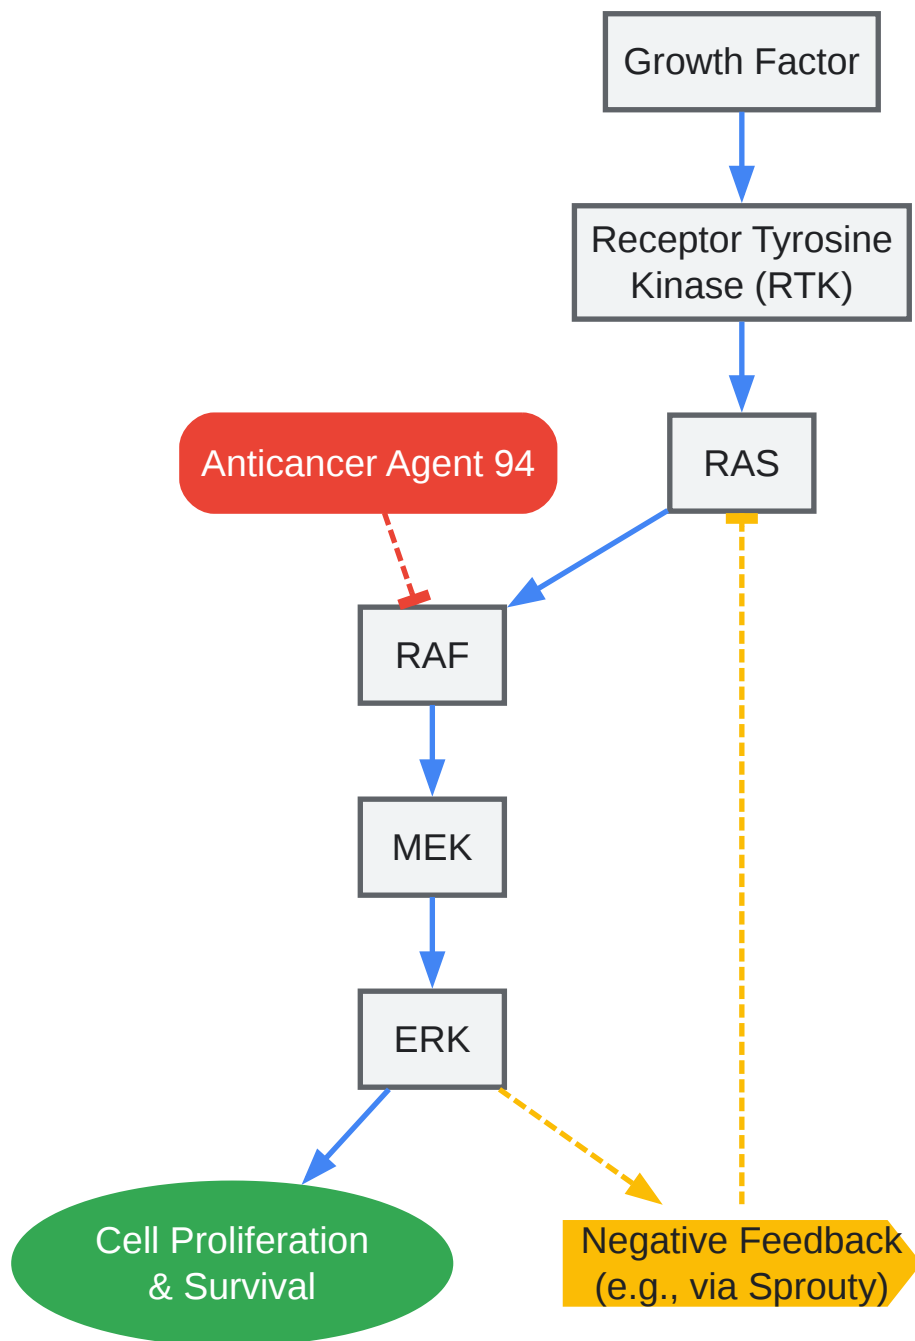 Growth Factor
Receptor Tyrosine
Kinase (RTK)
Anticancer Agent 94
RAS
RAF
MEK
ERK
Cell Proliferation
& Survival
Negative Feedback
(e.g., via Sprouty)